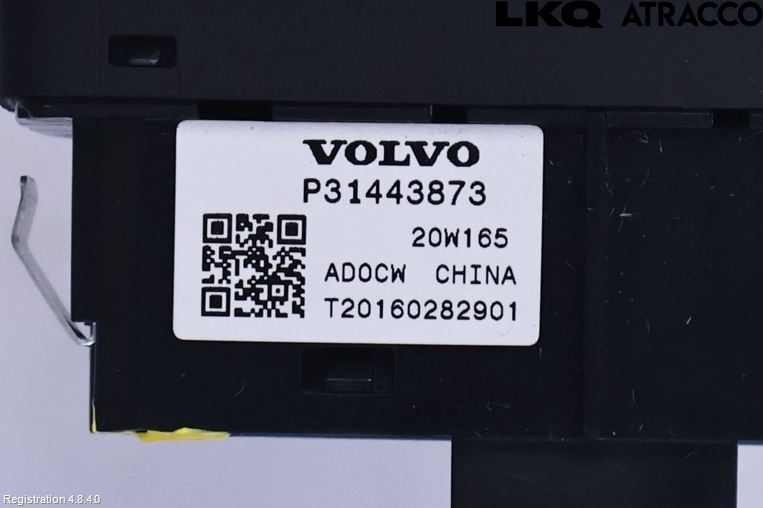 LKQ ATRACCO
VOLVO
P31443873
20W165
ADOCW CHINA
T20160282901
Registration 4.8.4.0